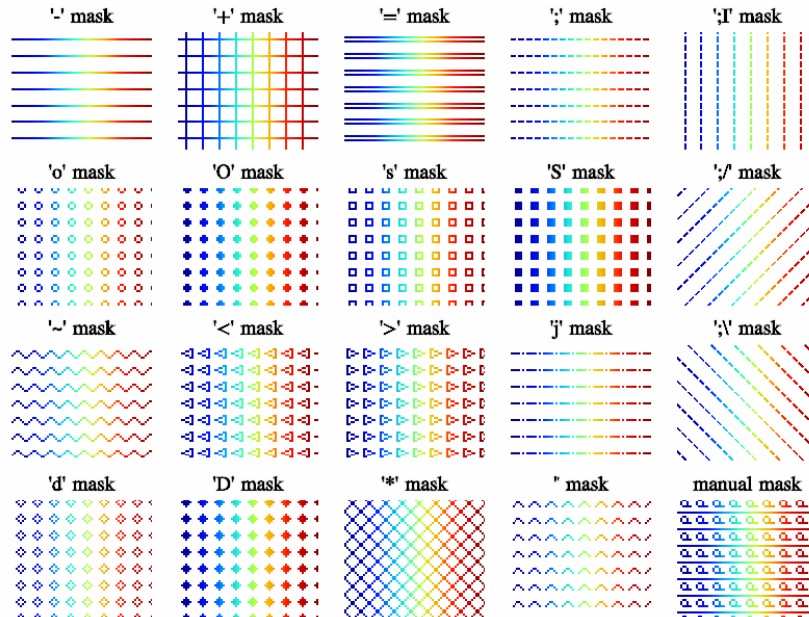 '-' mask
'+' mask
'=' mask
';' mask
';I' mask
'o' mask
'O' mask
's' mask
'S' mask
';/' mask
'~' mask
'<' mask
'>' mask
'j' mask
';\' mask
'd' mask
'D' mask
'*' mask
'' mask
manual mask